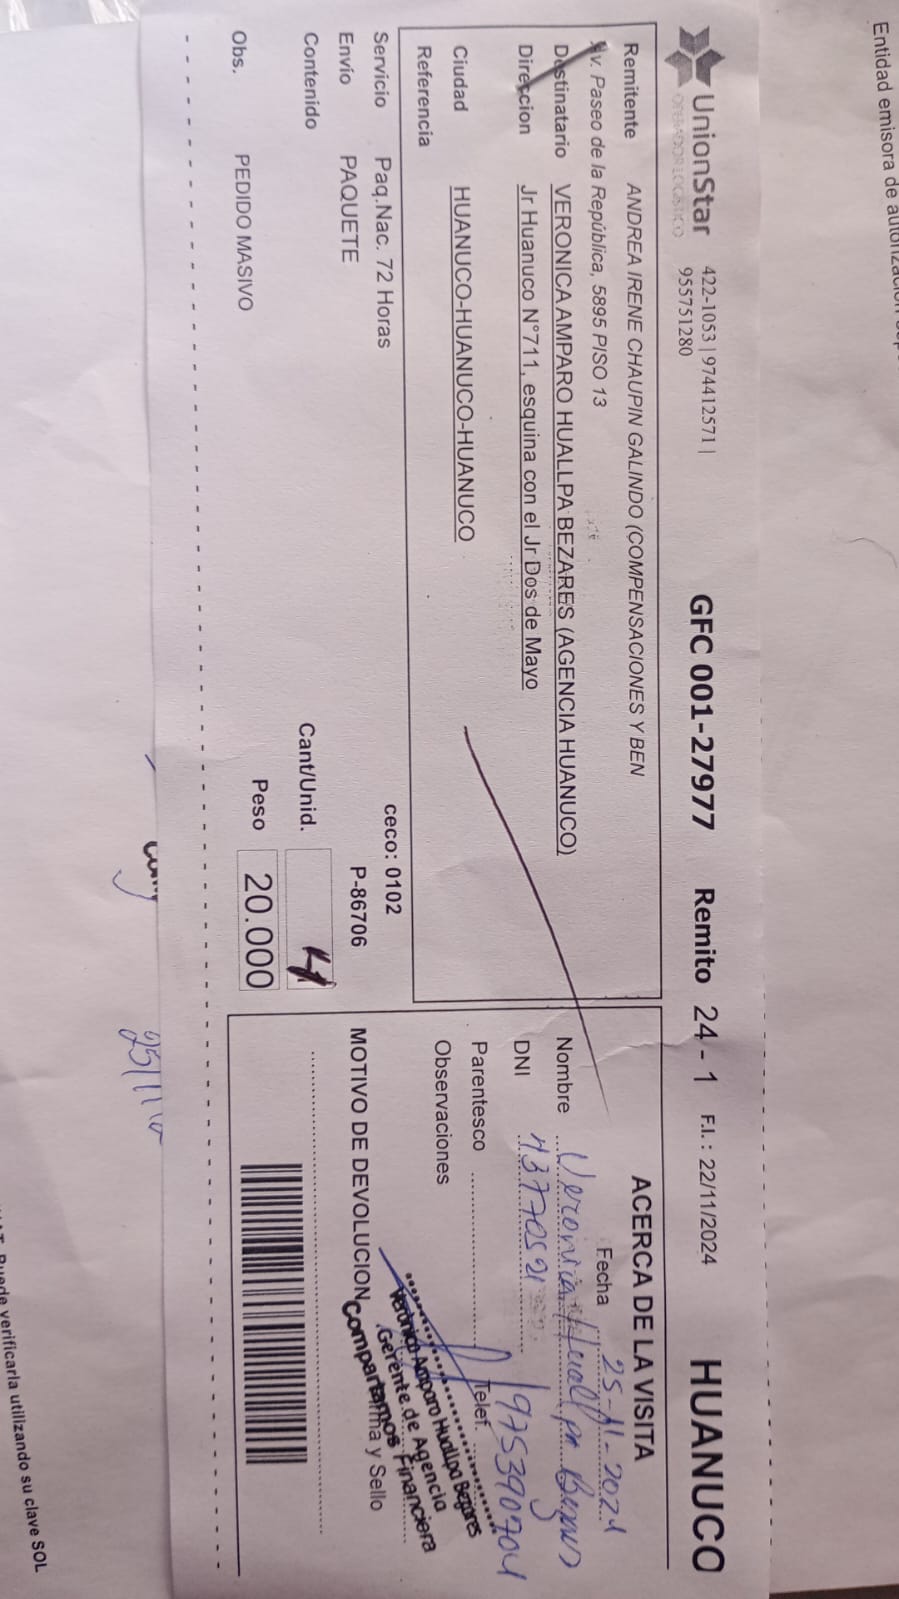 Entidad emisora de
UnionStar
OPERADOR LOGISTICO
422-1053 | 974412571 |
955751280
GFC 001-27977
Remito 24 - 1
F.I. : 22/11/2024
HUANUCO
Remitente ANDREA IRENE CHAUPIN GALINDO (COMPENSACIONES Y BEN
Av. Paseo de la República, 5895 PISO 13
Destinatario VERONICA AMPARO HUALLPA BEZARES (AGENCIA HUANUCO)
Direccion Jr Huanuco N°711, esquina con el Jr Dos de Mayo
Ciudad HUANUCO-HUANUCO-HUANUCO
Referencia
Servicio Paq.Nac. 72 Horas
ceco: 0102
Envío PAQUETE
P-86706
Contenido
Cant/Unid.
Peso 20.000
Obs. PEDIDO MASIVO
ACERCA DE LA VISITA
Fecha 25-11-2024
Nombre Veronica Huallpa
DNI 43770521
975390704
Parentesco Telef.
Observaciones
Veronica Amparo Huallpa Bezares
Gerente de Agencia
Compartamos Financiera
MOTIVO DE DEVOLUCION
y Sello
Puede verificarla utilizando su clave SOL